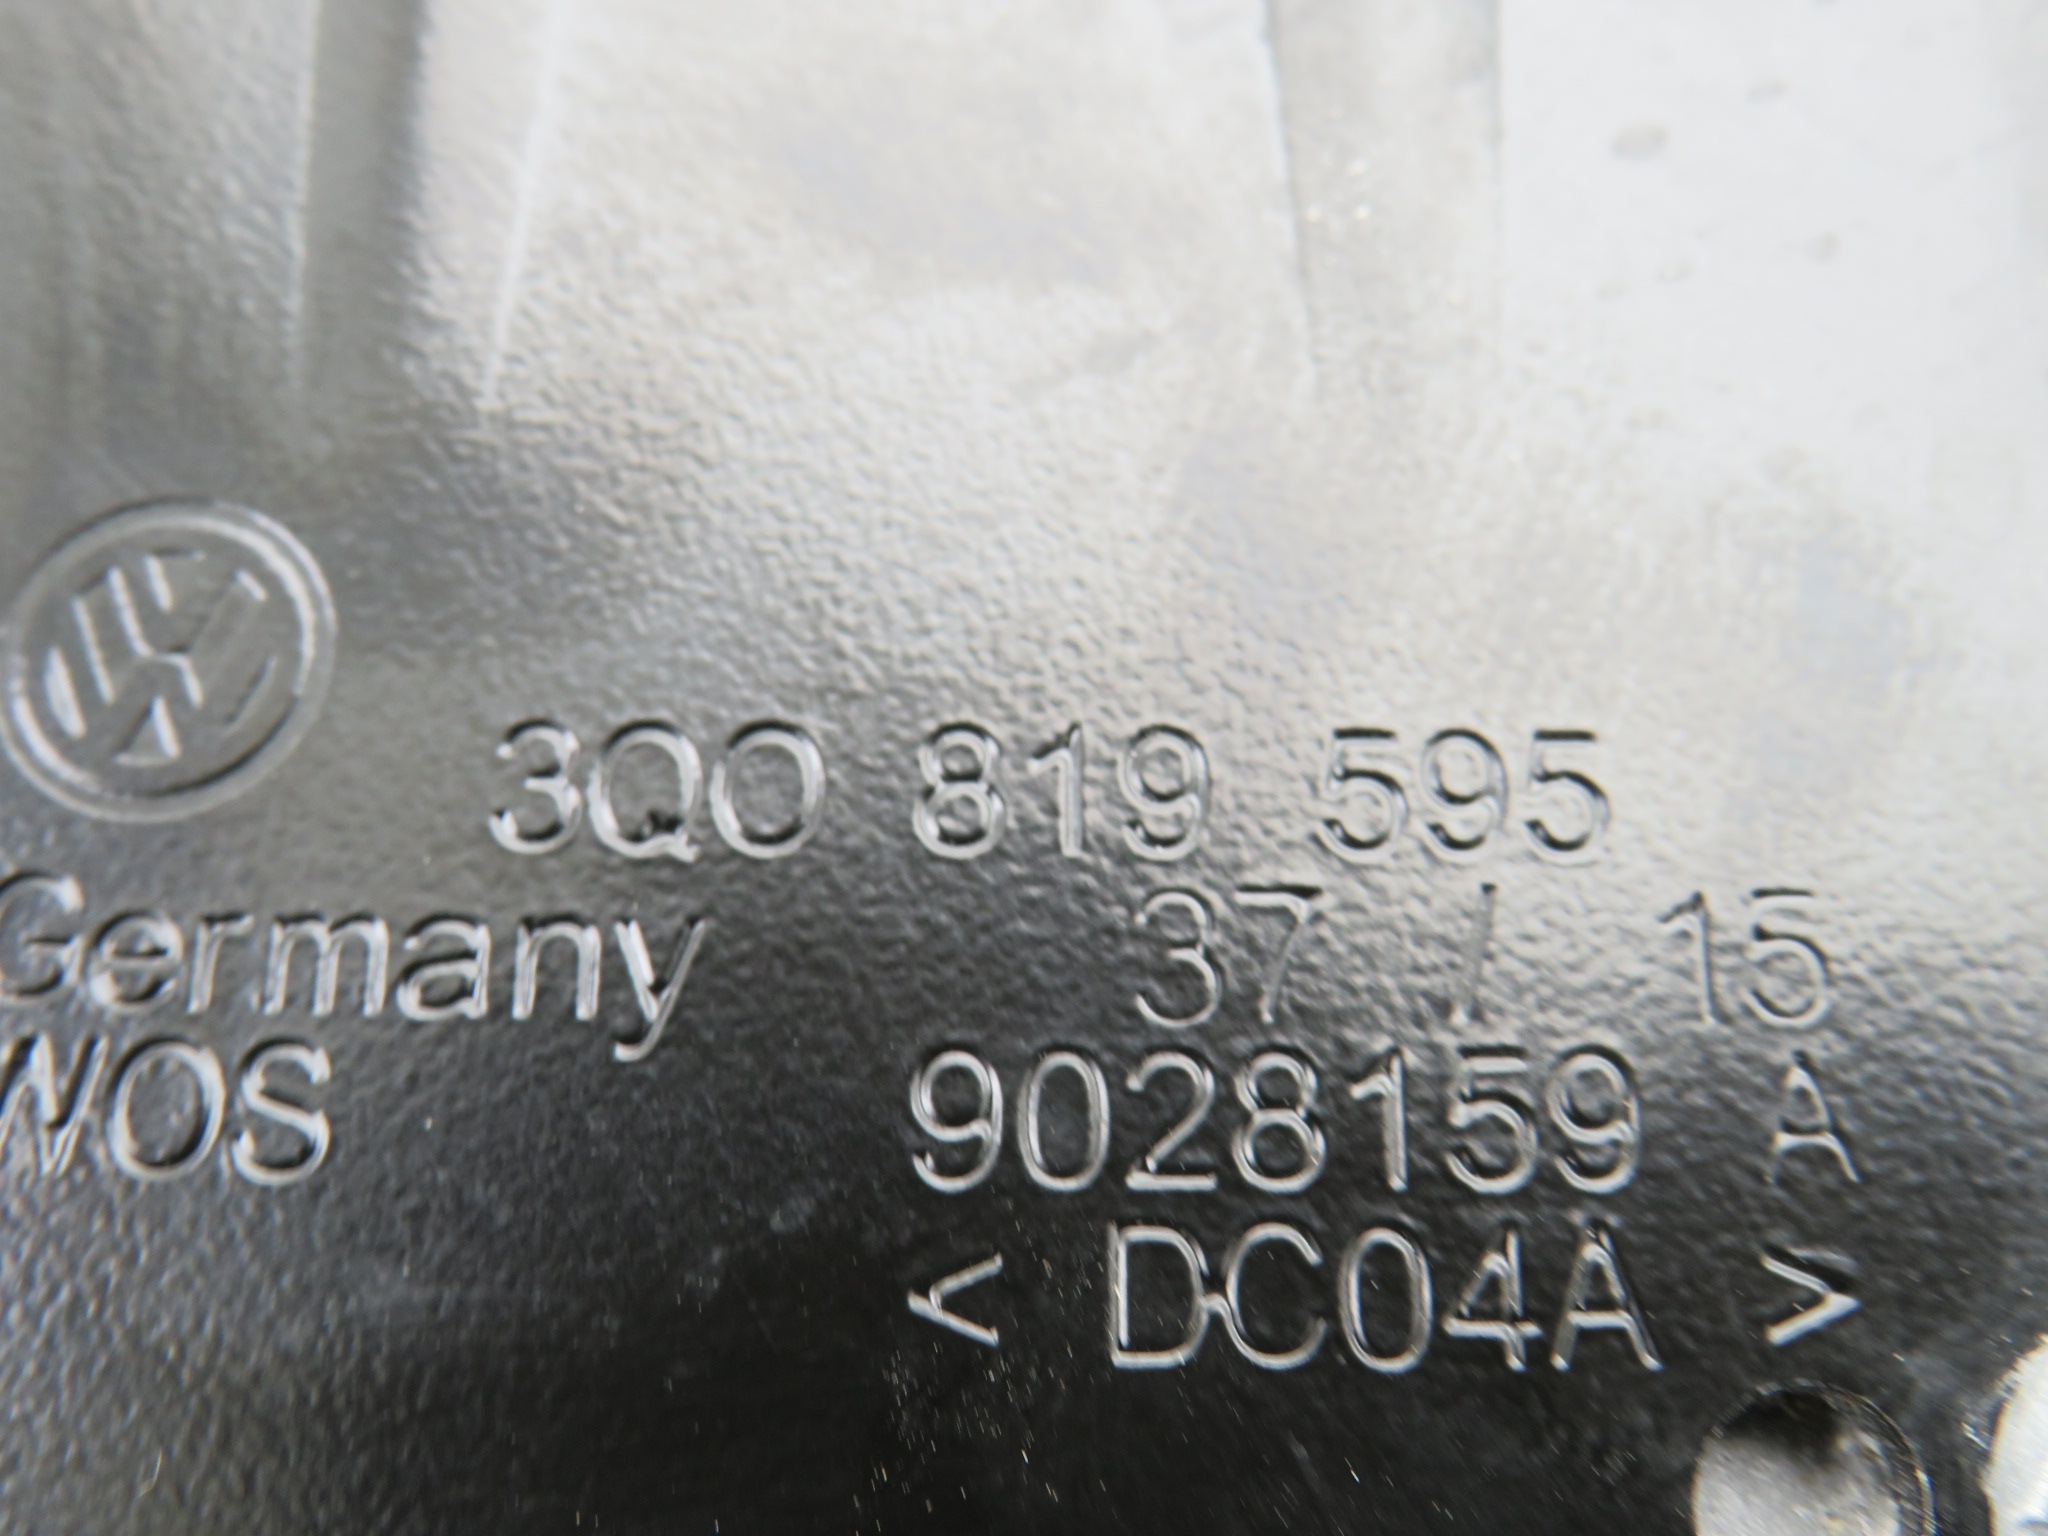 3Q0 819 595
Germany 37 / 15
WOS 9028159 A
< DC04A >